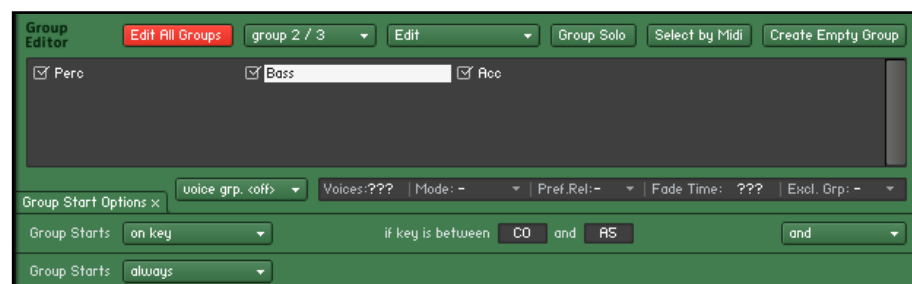 Group Editor Edit All Groups group 2 / 3 Edit Group Solo Select by Midi Create Empty Group
Perc Bass Acc
voice grp. <off> Voices:??? | Mode: - | Pref.Rel:- | Fade Time: ??? | Excl. Grp: -
Group Start Options ×
Group Starts on key if key is between C0 and A5 and
Group Starts always